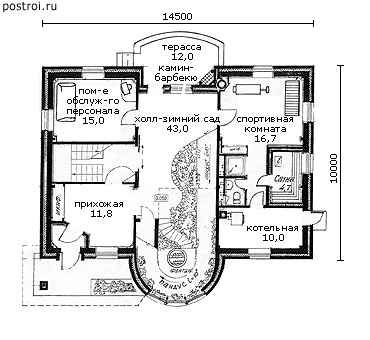 postroi.ru
14500
терасса
12,0
камин-
барбекю
пом-е
обслуж-го
персонала
15,0
холл-зимний сад
43,0
спортивная
комната
16,7
Сауна
4,7
прихожая
11,8
котельная
10,0
10000
фонтан
Пандус